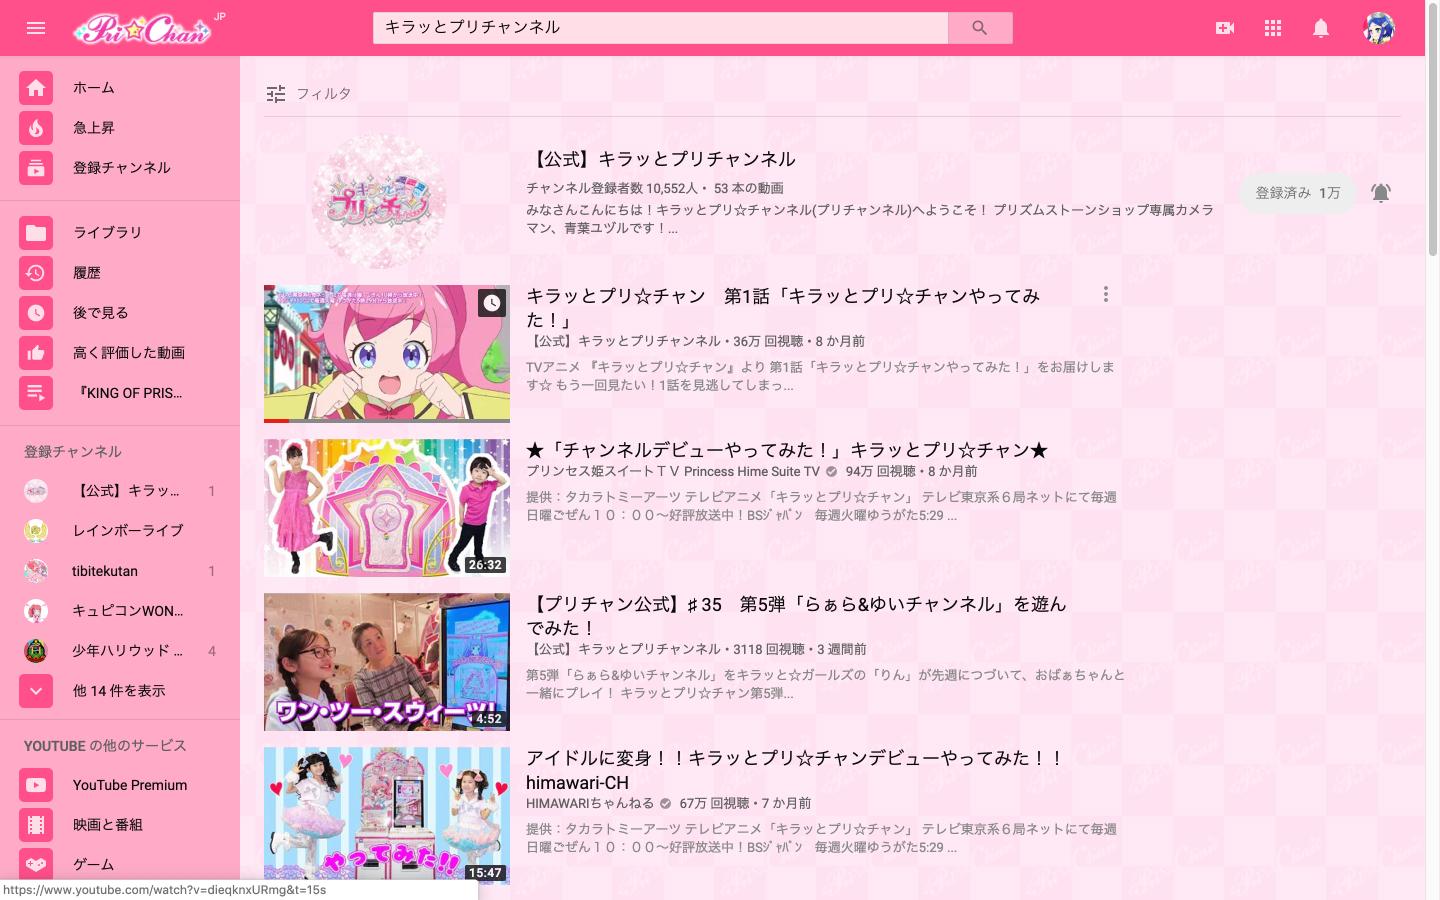 Pri☆Chan JP
キラッとプリチャンネル
ホーム
急上昇
登録チャンネル
ライブラリ
履歴
後で見る
高く評価した動画
『KING OF PRIS...
登録チャンネル
【公式】キラッ... 1
レインボーライブ
tibitekutan 1
キュピコンWON...
少年ハリウッド ... 4
他 14 件を表示
YOUTUBE の他のサービス
YouTube Premium
映画と番組
ゲーム
https://www.youtube.com/watch?v=dieqknxURmg&t=15s
フィルタ
キラッと
プリ☆チャン
【公式】キラッとプリチャンネル
チャンネル登録者数 10,552人・ 53 本の動画
みなさんこんにちは！キラッとプリ☆チャンネル(プリチャンネル)へようこそ！ プリズムストーンショップ専属カメラ
マン、青葉ユヅルです！...
登録済み 1万
キラッとプリ☆チャン　第1話「キラッとプリ☆チャンやってみ
た！」
【公式】キラッとプリチャンネル・36万 回視聴・8 か月前
TVアニメ 『キラッとプリ☆チャン』より 第1話「キラッとプリ☆チャンやってみた！」をお届けしま
す☆ もう一回見たい！1話を見逃してしまっ...
26:32
★「チャンネルデビューやってみた！」キラッとプリ☆チャン★
プリンセス姫スイートＴＶ Princess Hime Suite TV 94万 回視聴・8 か月前
提供：タカラトミーアーツ テレビアニメ「キラッとプリ☆チャン」 テレビ東京系６局ネットにて毎週
日曜ごぜん１０：００～好評放送中！BSｼﾞｬﾊﾟﾝ　毎週火曜ゆうがた5:29 ...
ワン・ツー・スウィーツ!
4:52
【プリチャン公式】♯35　第5弾「らぁら&ゆいチャンネル」を遊ん
でみた！
【公式】キラッとプリチャンネル・3118 回視聴・3 週間前
第5弾「らぁら&ゆいチャンネル」をキラッと☆ガールズの「りん」が先週につづいて、おばぁちゃんと
一緒にプレイ！ キラッとプリ☆チャン第5弾...
やってみた!!
15:47
アイドルに変身！！キラッとプリ☆チャンデビューやってみた！！
himawari-CH
HIMAWARIちゃんねる 67万 回視聴・7 か月前
提供：タカラトミーアーツ テレビアニメ「キラッとプリ☆チャン」 テレビ東京系６局ネットにて毎週
日曜ごぜん１０：００～好評放送中！BSｼﾞｬﾊﾟﾝ　毎週火曜ゆうがた5:29 ...